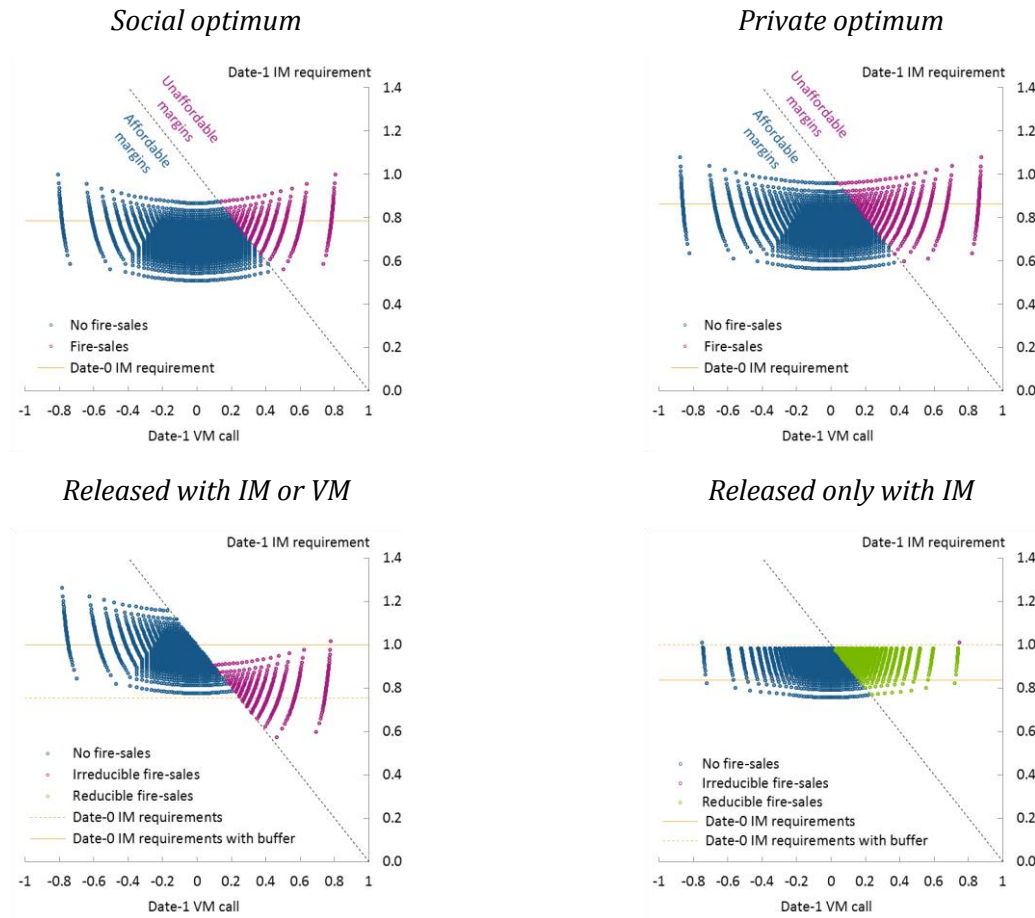 Social optimum
Date-1 IM requirement
Unaffordable
margins
Affordable
margins
1.4
1.2
1.0
0.8
0.6
0.4
0.2
0.0
No fire-sales
Fire-sales
Date-0 IM requirement
-1 -0.8 -0.6 -0.4 -0.2 0 0.2 0.4 0.6 0.8 1
Date-1 VM call
Private optimum
Date-1 IM requirement
Unaffordable
margins
Affordable
margins
1.4
1.2
1.0
0.8
0.6
0.4
0.2
0.0
No fire-sales
Fire-sales
Date-0 IM requirement
-1 -0.8 -0.6 -0.4 -0.2 0 0.2 0.4 0.6 0.8 1
Date-1 VM call
Released with IM or VM
Date-1 IM requirement
1.4
1.2
1.0
0.8
0.6
0.4
0.2
0.0
No fire-sales
Irreducible fire-sales
Reducible fire-sales
Date-0 IM requirements
Date-0 IM requirements with buffer
-1 -0.8 -0.6 -0.4 -0.2 0 0.2 0.4 0.6 0.8 1
Date-1 VM call
Released only with IM
Date-1 IM requirement
1.4
1.2
1.0
0.8
0.6
0.4
0.2
0.0
No fire-sales
Irreducible fire-sales
Reducible fire-sales
Date-0 IM requirements
Date-0 IM requirements with buffer
-1 -0.8 -0.6 -0.4 -0.2 0 0.2 0.4 0.6 0.8 1
Date-1 VM call